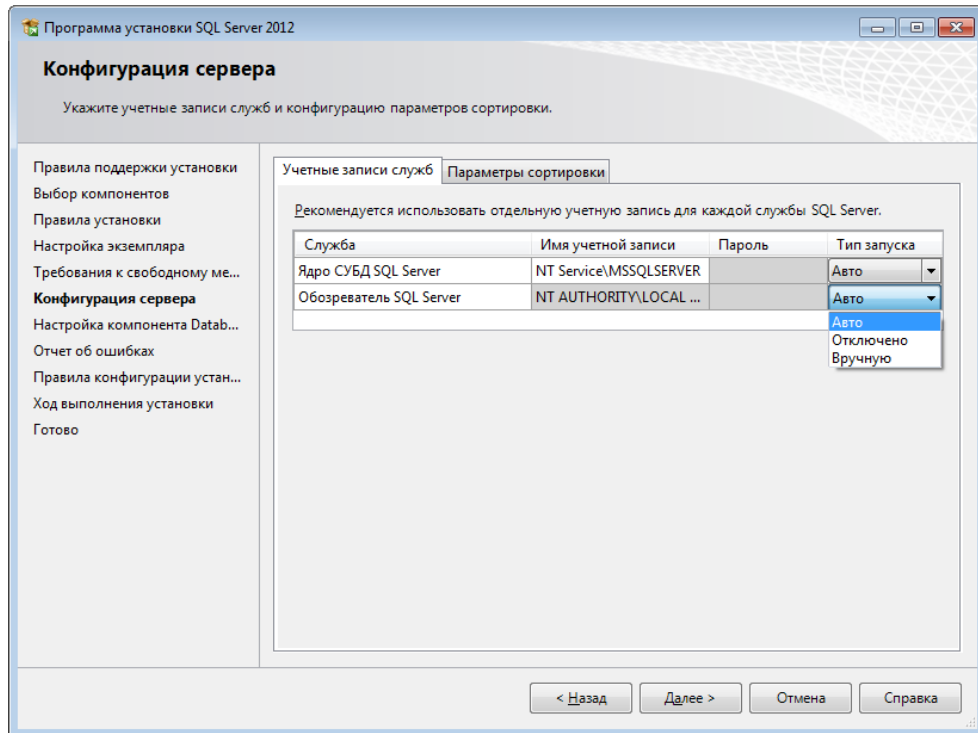 Программа установки SQL Server 2012
Конфигурация сервера
Укажите учетные записи служб и конфигурацию параметров сортировки.
Правила поддержки установки
Выбор компонентов
Правила установки
Настройка экземпляра
Требования к свободному ме...
Конфигурация сервера
Настройка компонента Datab...
Отчет об ошибках
Правила конфигурации устан...
Ход выполнения установки
Готово
Учетные записи служб Параметры сортировки
Рекомендуется использовать отдельную учетную запись для каждой службы SQL Server.
Служба Имя учетной записи Пароль Тип запуска
Ядро СУБД SQL Server NT Service\MSSQLSERVER Авто
Обозреватель SQL Server NT AUTHORITY\LOCAL ... Авто
Авто
Отключено
Вручную
< Назад Далее > Отмена Справка